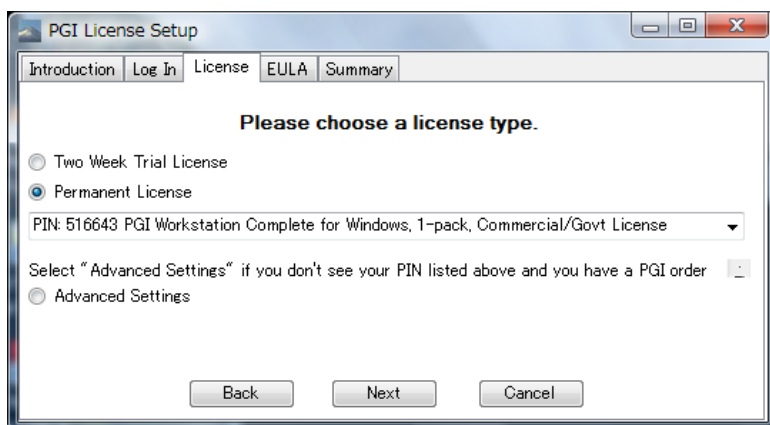 PGI License Setup
Introduction Log In License EULA Summary
Please choose a license type.
Two Week Trial License
Permanent License
PIN: 516643 PGI Workstation Complete for Windows, 1-pack, Commercial/Govt License
Select "Advanced Settings" if you don't see your PIN listed above and you have a PGI order
Advanced Settings
Back Next Cancel